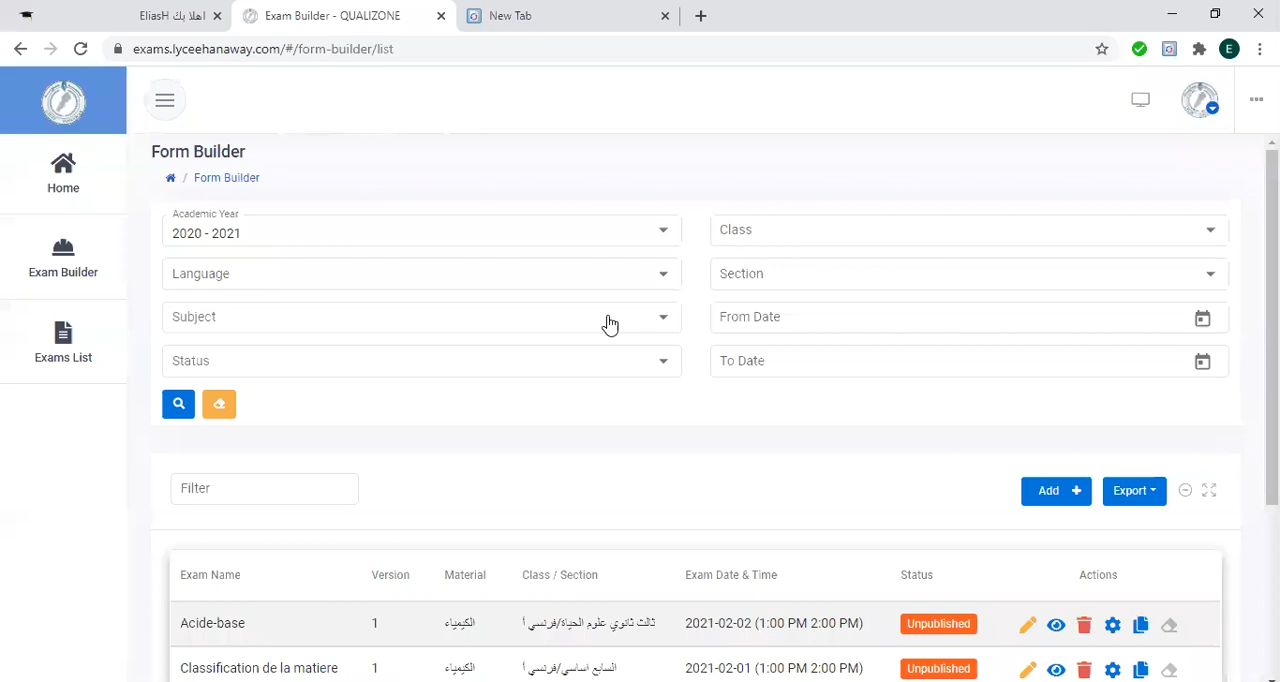 اهلا بك EliasH
Exam Builder - QUALIZONE
New Tab
exams.lyceehanaway.com/#/form-builder/list
E
Form Builder
/ Form Builder
Home
Exam Builder
Exams List
Academic Year
2020 - 2021
Class
Language
Section
Subject
From Date
Status
To Date
Filter
Add +
Export
Exam Name Version Material Class / Section Exam Date & Time Status Actions
Acide-base 1 الكيمياء ثالث ثانوي علوم الحياة/فرنسي أ 2021-02-02 (1:00 PM 2:00 PM) Unpublished
Classification de la matiere 1 الكيمياء السابع اساسي/فرنسي أ 2021-02-01 (1:00 PM 2:00 PM) Unpublished